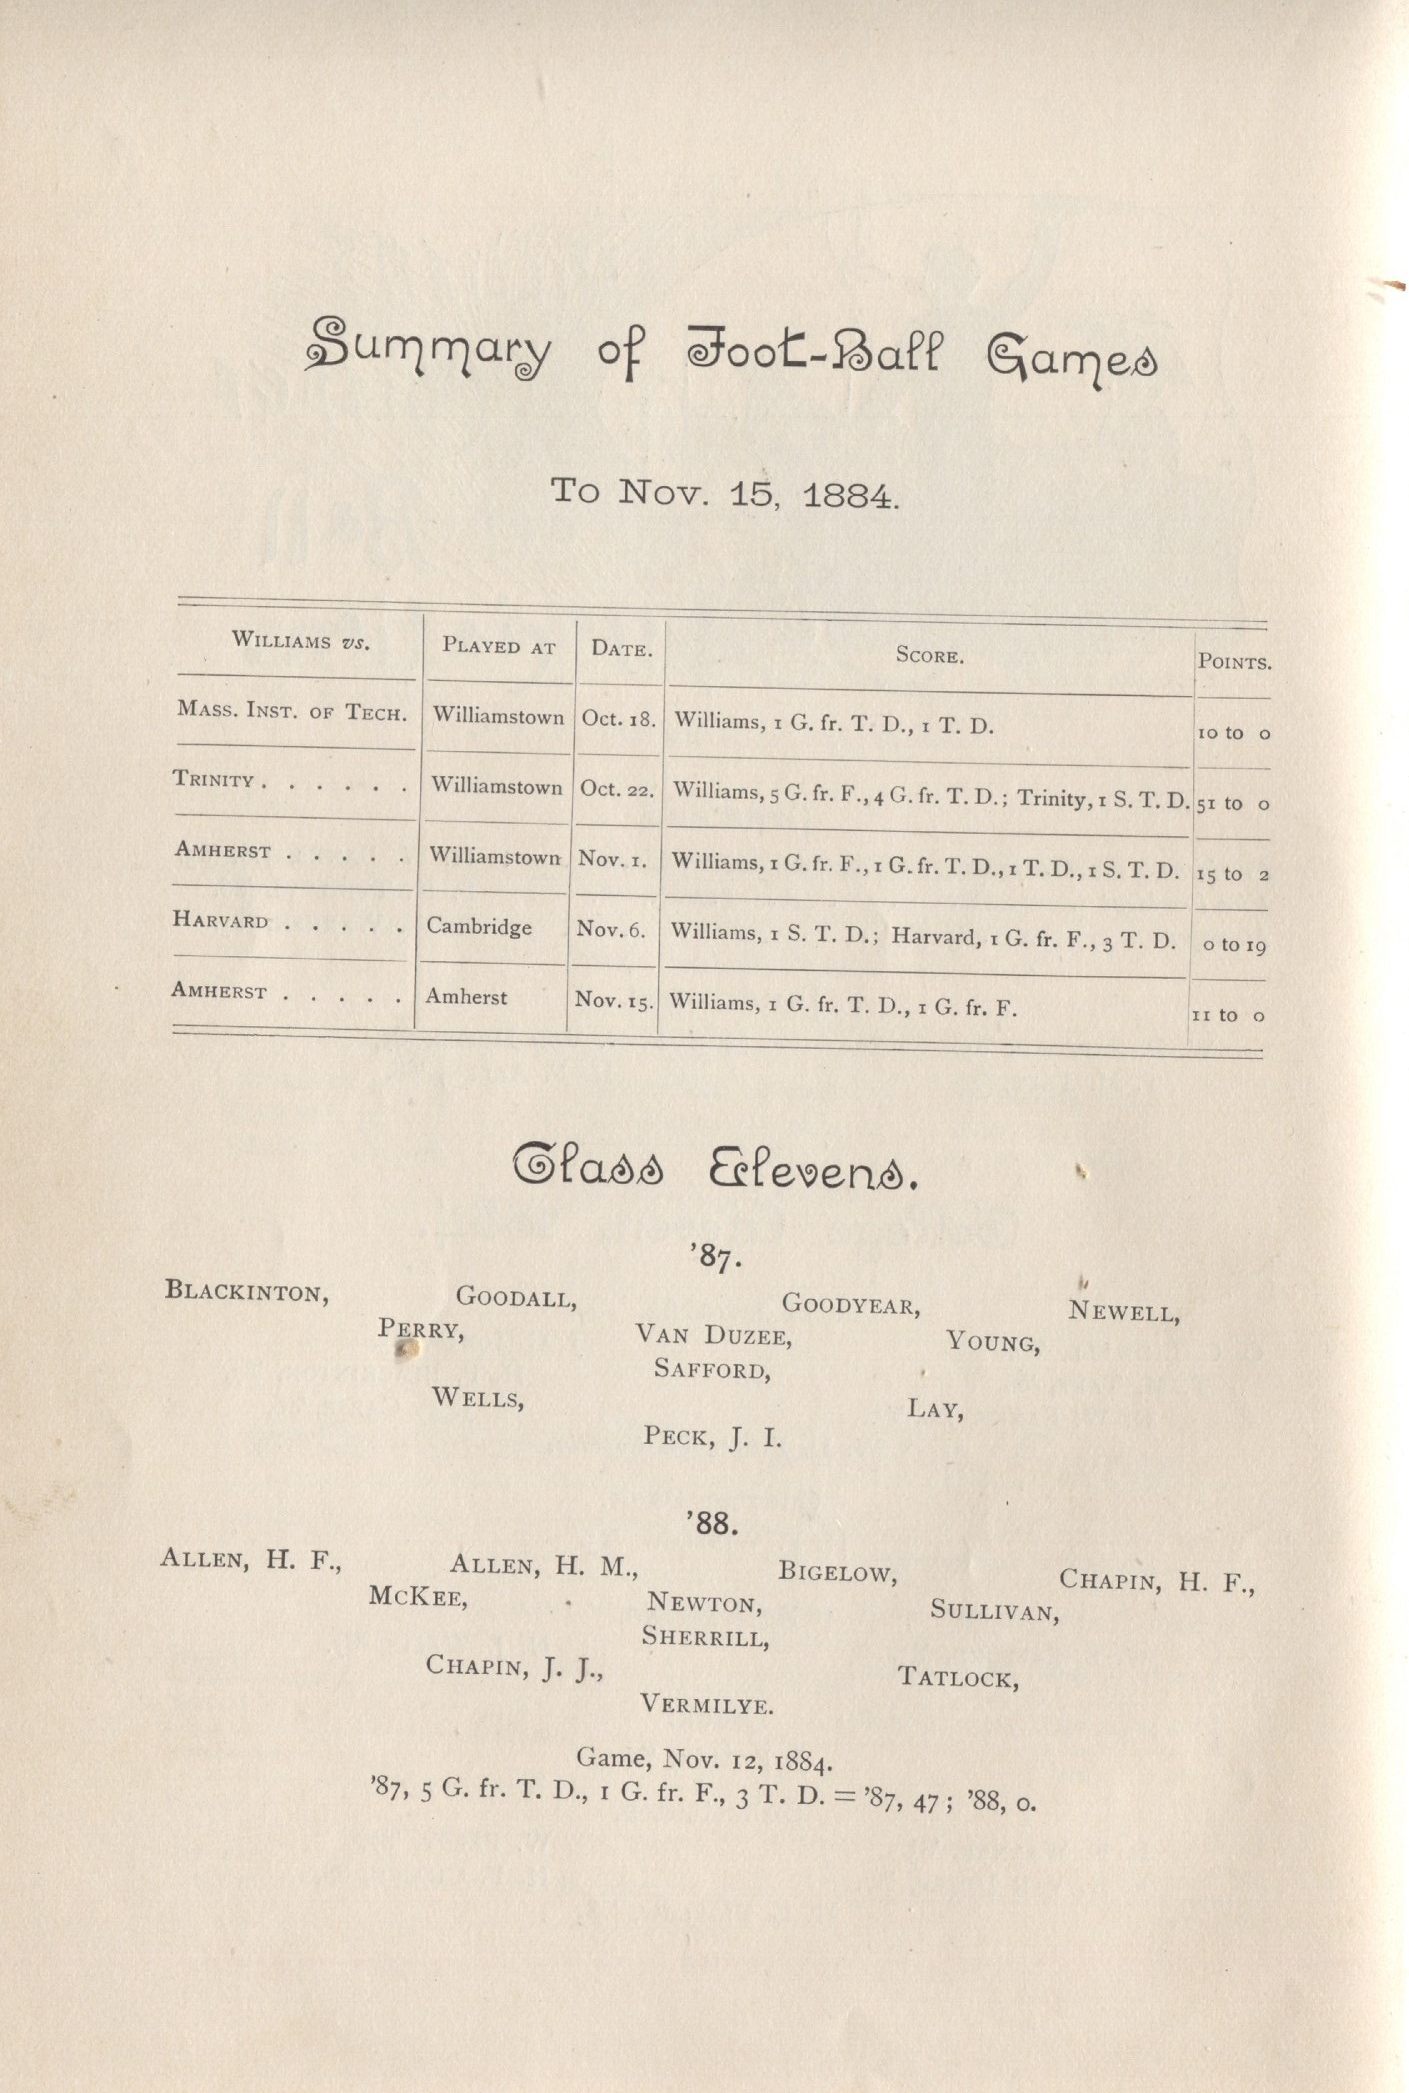 Summary of Foot-Ball Games
To Nov. 15, 1884.
Williams vs. Played at Date. Score. Points.
Mass. Inst. of Tech. Williamstown Oct. 18. Williams, 1 G. fr. T. D., 1 T. D. 10 to 0
Trinity . . . . . . Williamstown Oct. 22. Williams, 5 G. fr. F., 4 G. fr. T. D.; Trinity, 1 S. T. D. 51 to 0
Amherst . . . . . Williamstown Nov. 1. Williams, 1 G. fr. F., 1 G. fr. T. D., 1 T. D., 1 S. T. D. 15 to 2
Harvard . . . . . Cambridge Nov. 6. Williams, 1 S. T. D.; Harvard, 1 G. fr. F., 3 T. D. 0 to 19
Amherst . . . . . Amherst Nov. 15. Williams, 1 G. fr. T. D., 1 G. fr. F. 11 to 0
Class Elevens.
'87.
Blackinton, Goodall, Goodyear, Newell,
Perry, Van Duzee, Young,
Safford,
Wells, Lay,
Peck, J. I.
'88.
Allen, H. F., Allen, H. M., Bigelow, Chapin, H. F.,
McKee, Newton, Sullivan,
Sherrill,
Chapin, J. J., Tatlock,
Vermilye.
Game, Nov. 12, 1884.
'87, 5 G. fr. T. D., 1 G. fr. F., 3 T. D. = '87, 47; '88, 0.